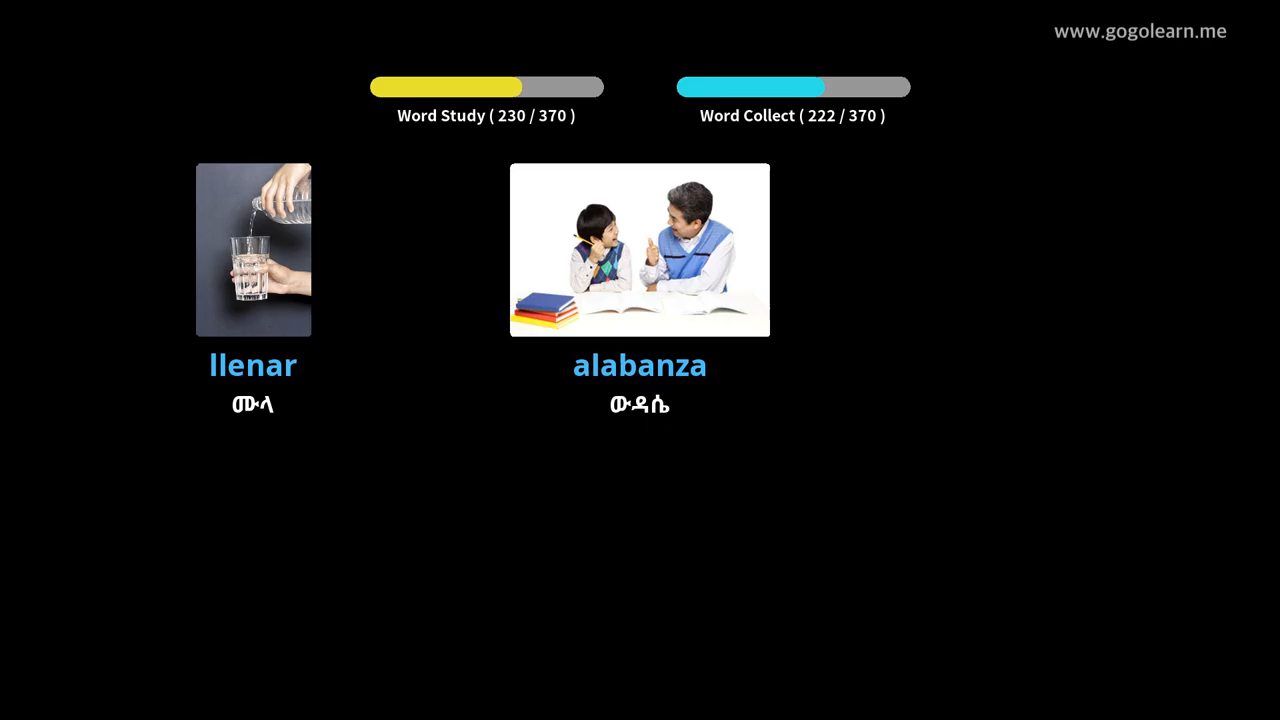 www.gogolearn.me
Word Study ( 230 / 370 )
Word Collect ( 222 / 370 )
llenar
ሙላ
alabanza
ውዳሴ